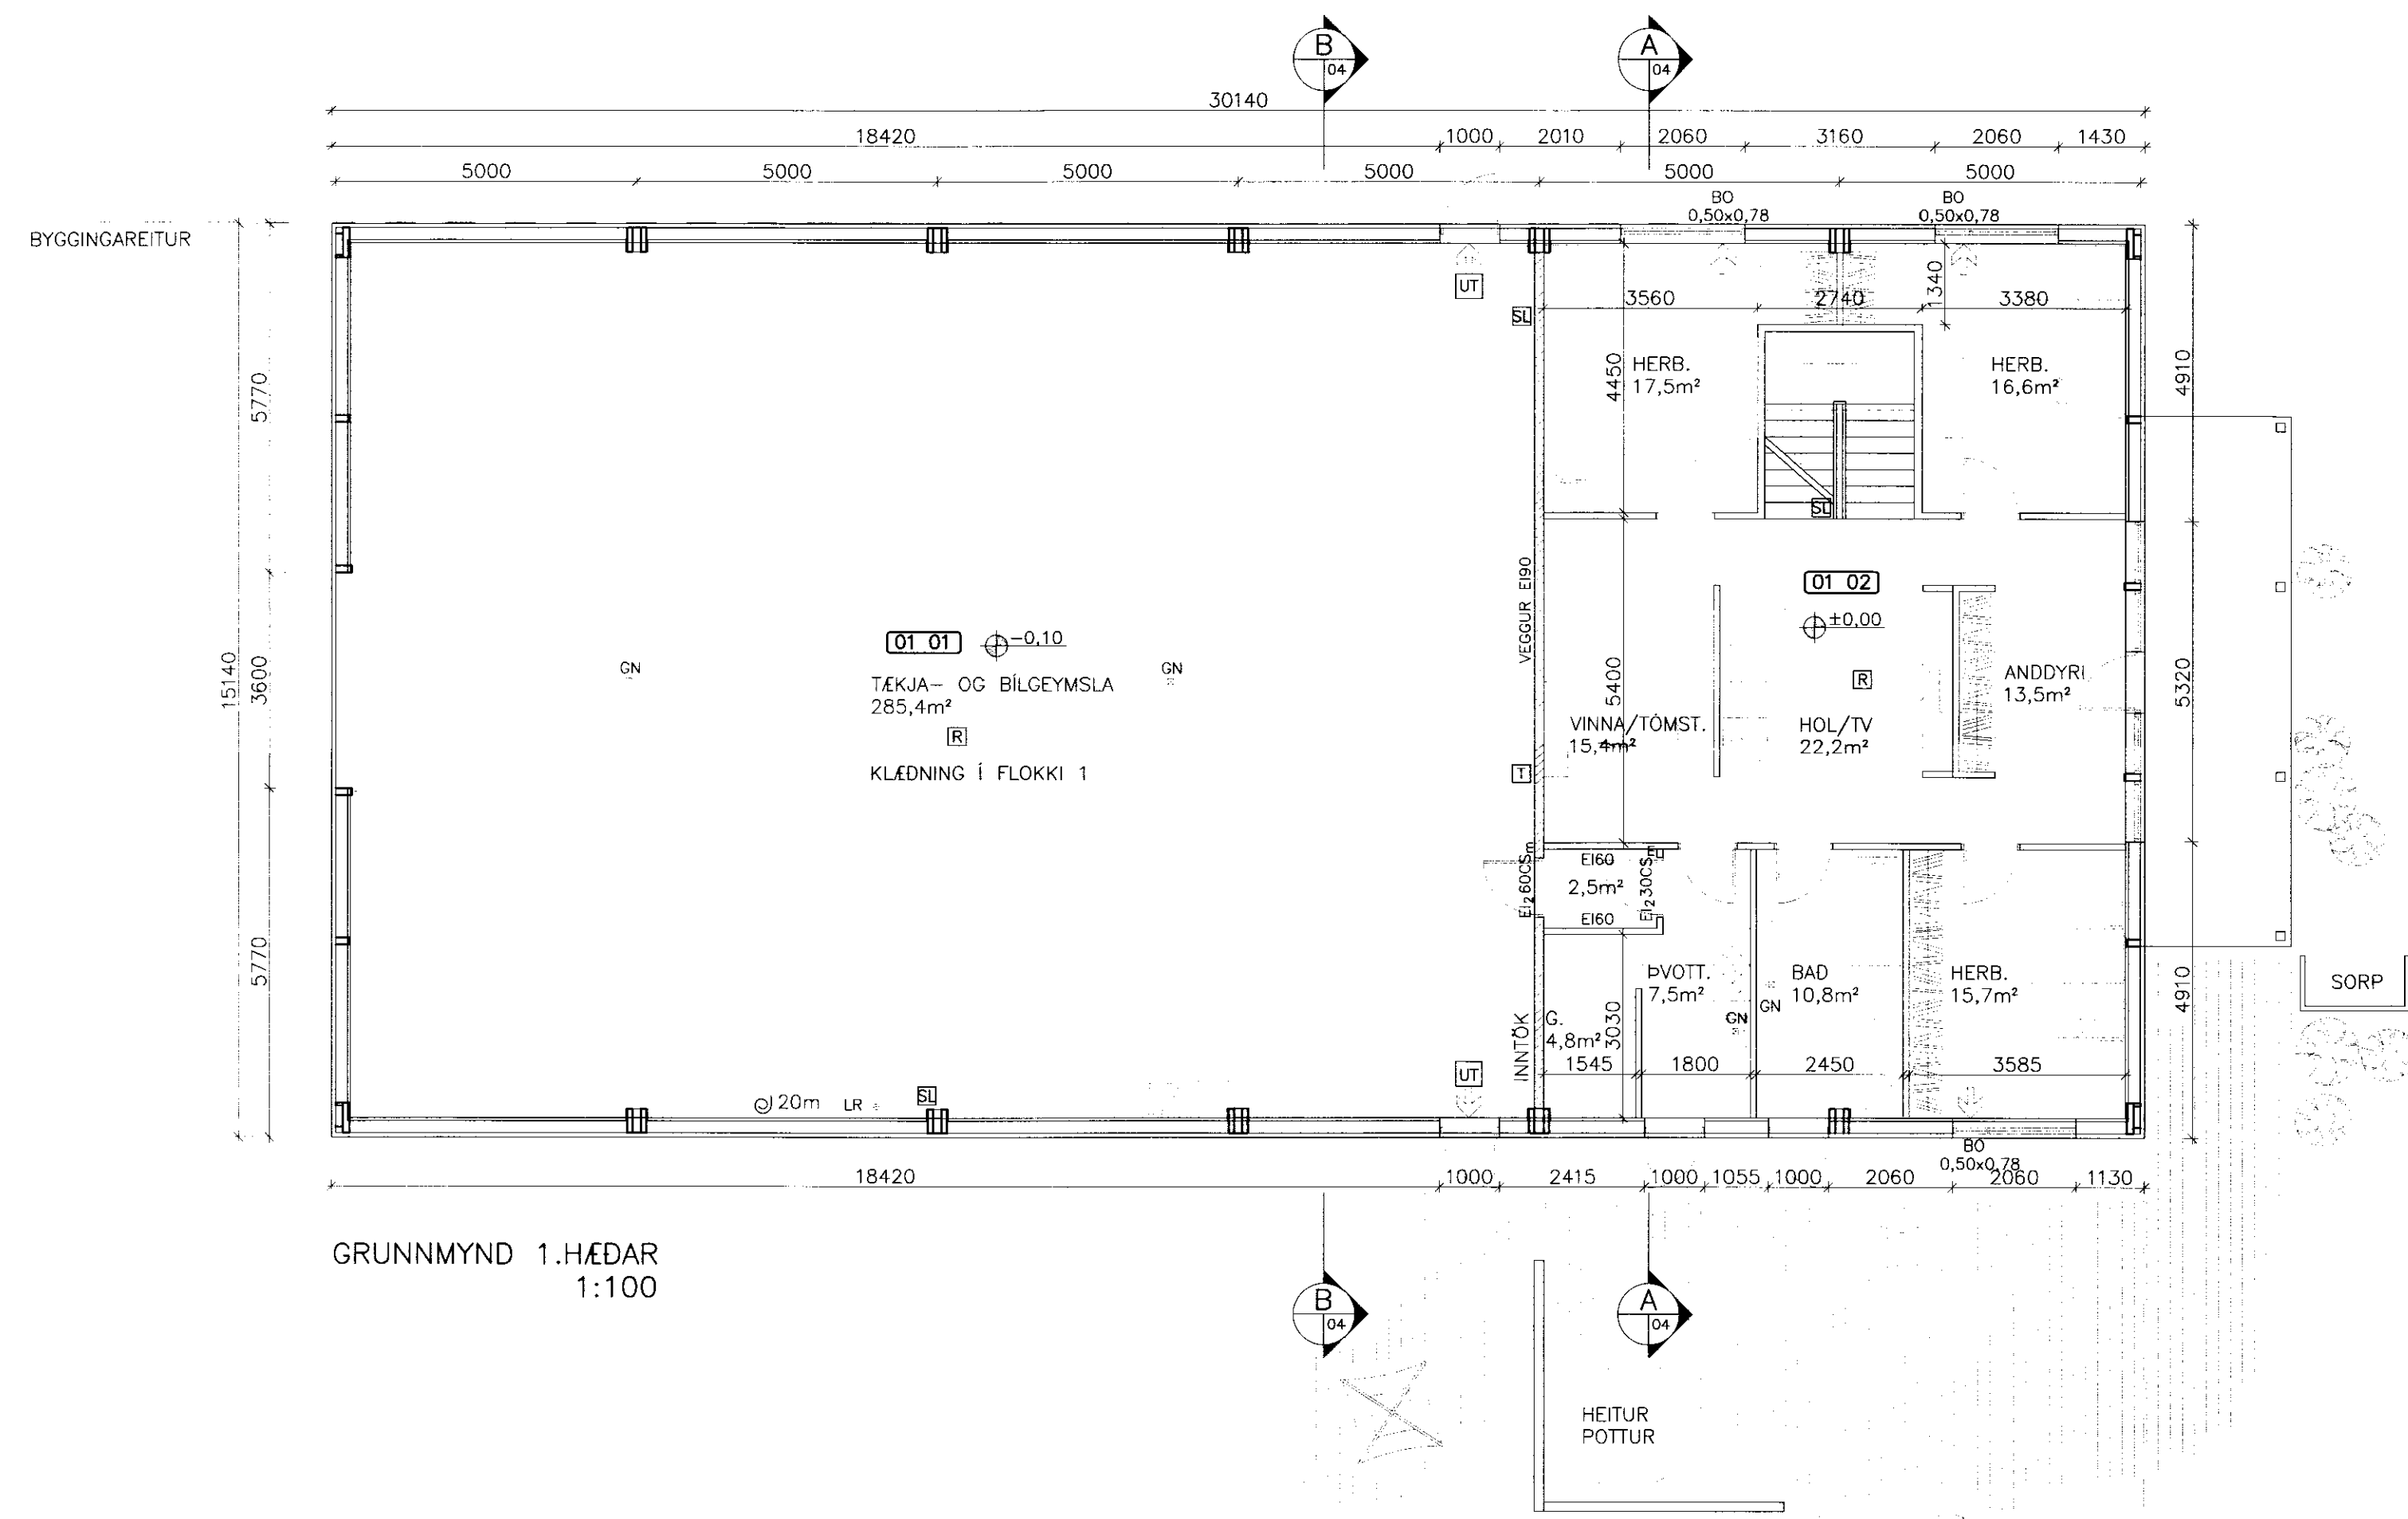 B
04
A
04
30140
18420
1000
2010
2060
3160
2060
1430
5000
5000
5000
5000
5000
5000
BO
0,50x0,78
BO
0,50x0,78
BYGGINGAREITUR
UT
SL
3560
2740
1340
3380
4450
HERB.
17,5m²
HERB.
16,6m²
5770
4910
SL
VEGGUR EI90
01 02
±0,00
01 01
-0,10
GN
GN
TÆKJA- OG BÍLGEYMSLA
285,4m²
R
KLÆÐNING Í FLOKKI 1
15140
3600
5400
R
ANDDYRI
13,5m²
5320
VINNA/TÓMST.
15,4m²
HOL/TV
22,2m²
T
EI₂60CSm
EI60
2,5m²
EI60
EI₂30CSm
5770
ÞVOTT.
7,5m²
BAÐ
10,8m²
HERB.
15,7m²
4910
SORP
GN
GN
INNTÖK
G.
4,8m²
3030
1545
1800
2450
3585
UT
20m
LR
SL
BO
0,50x0,78
18420
1000
2415
1000
1055
1000
2060
2060
1130
GRUNNMYND 1.HÆÐAR
1:100
B
04
A
04
HEITUR
POTTUR